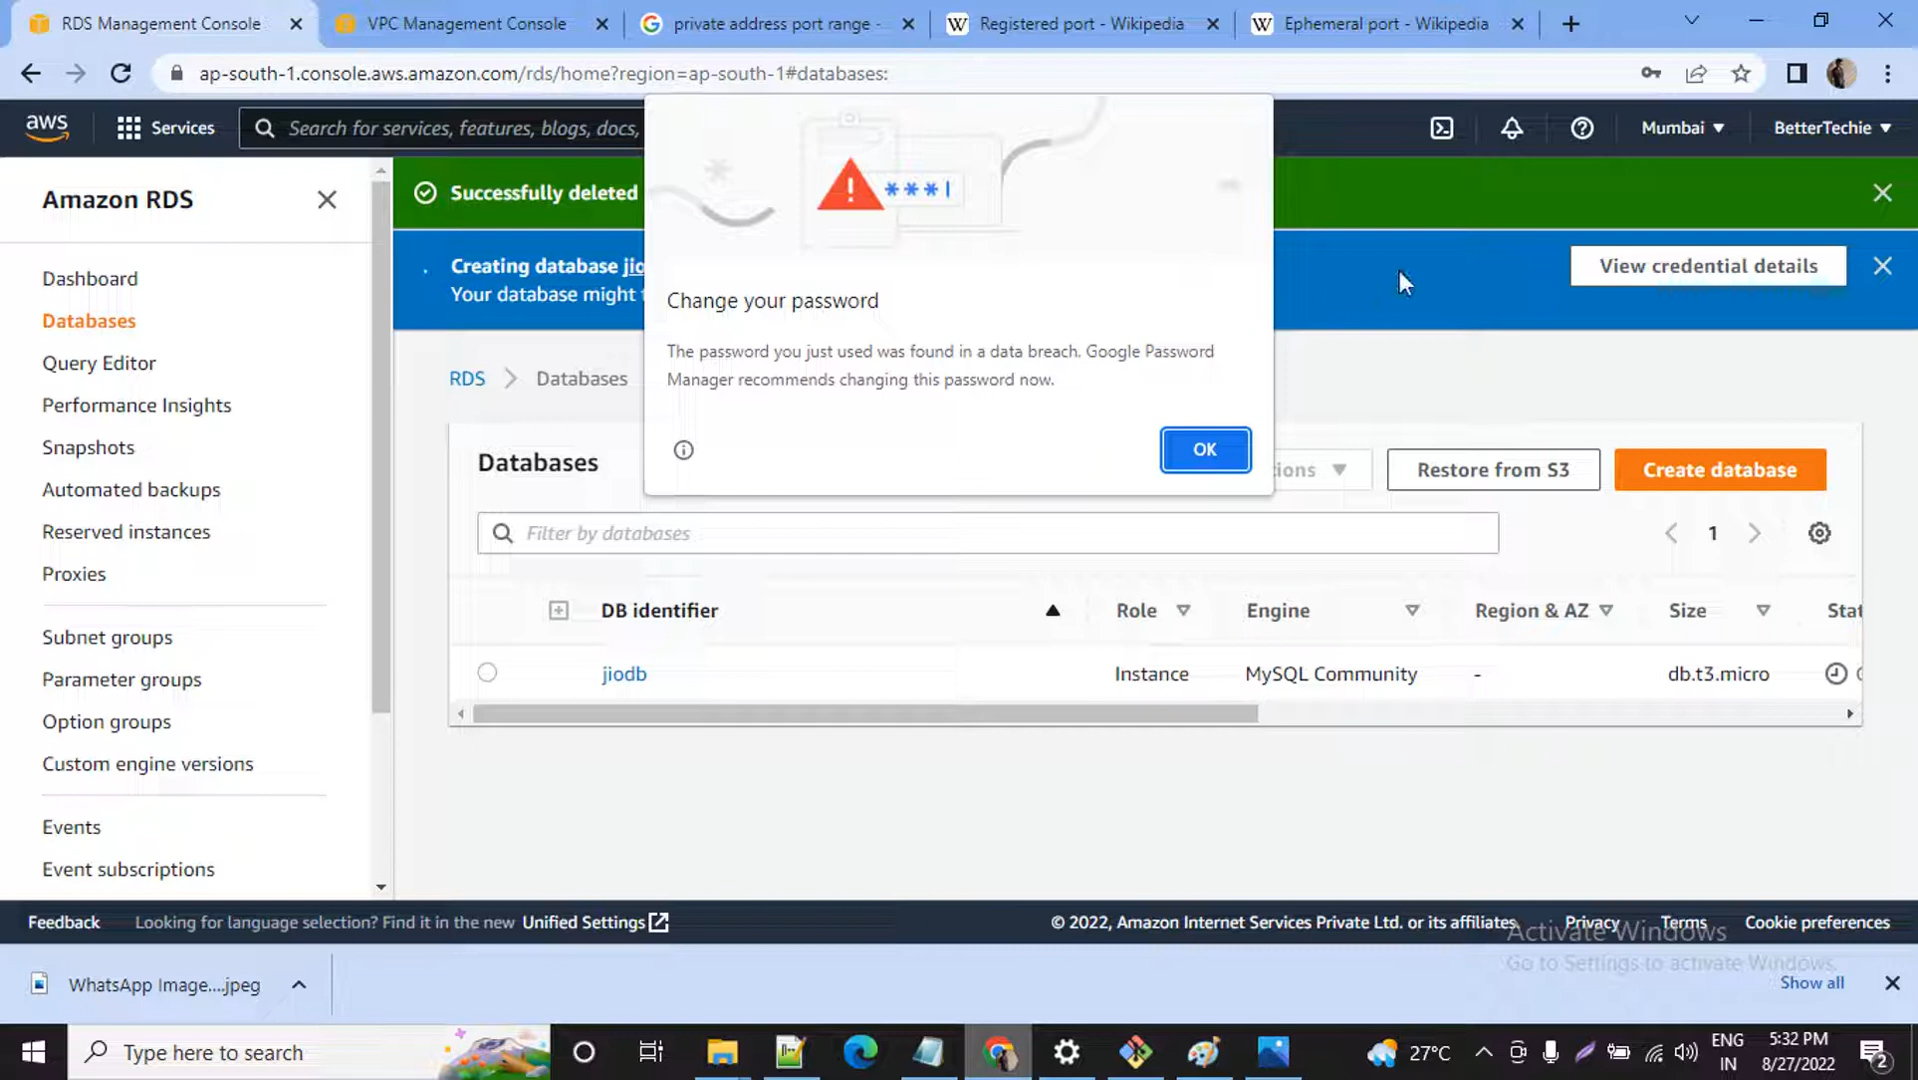 RDS Management Console
VPC Management Console
private address port range -
Registered port - Wikipedia
Ephemeral port - Wikipedia
ap-south-1.console.aws.amazon.com/rds/home?region=ap-south-1#databases:
aws
Services
Search for services, features, blogs, docs,
Mumbai
BetterTechie
Amazon RDS
Dashboard
Databases
Query Editor
Performance Insights
Snapshots
Automated backups
Reserved instances
Proxies
Subnet groups
Parameter groups
Option groups
Custom engine versions
Events
Event subscriptions
Successfully deleted
Creating database
Your database might
View credential details
***|
Change your password
The password you just used was found in a data breach. Google Password
Manager recommends changing this password now.
OK
RDS > Databases
Databases
Restore from S3
Create database
Filter by databases
1
DB identifier Role Engine Region & AZ Size
jiodb Instance MySQL Community - db.t3.micro
Feedback
Looking for language selection? Find it in the new Unified Settings
© 2022, Amazon Internet Services Private Ltd. or its affiliates.
Privacy
Terms
Cookie preferences
Activate Windows
Go to Settings to activate Windows.
WhatsApp Image....jpeg
Show all
Type here to search
27°C
ENG
IN
5:32 PM
8/27/2022
2